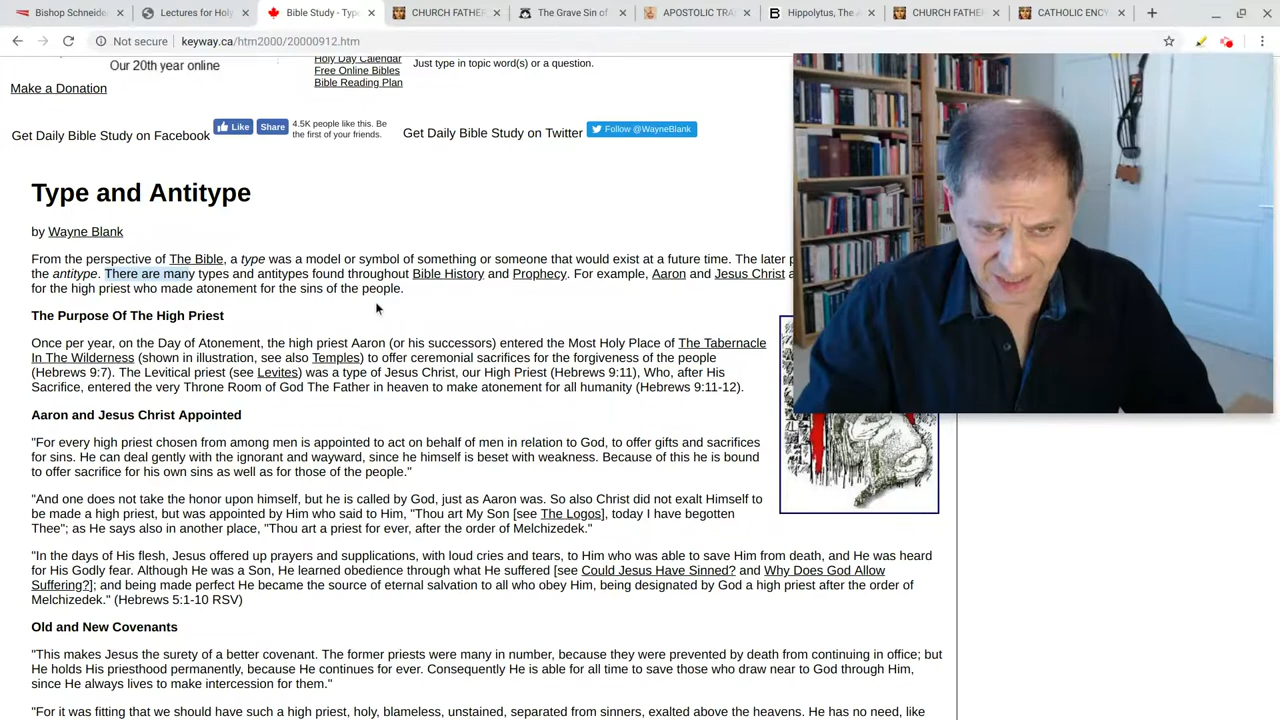 Bishop Schneide
Lectures for Holy
Bible Study - Typ
CHURCH FATHE
The Grave Sin of
APOSTOLIC TRA
Hippolytus, The A
CHURCH FATHE
CATHOLIC ENCY
Not secure | keyway.ca/htm2000/20000912.htm
Our 20th year online
Holy Day Calendar
Free Online Bibles
Bible Reading Plan
Just type in topic word(s) or a question.
Make a Donation
Get Daily Bible Study on Facebook Like Share 4.5K people like this. Be the first of your friends.
Get Daily Bible Study on Twitter Follow @WayneBlank
Type and Antitype
by Wayne Blank
From the perspective of The Bible, a type was a model or symbol of something or someone that would exist at a future time. The later p
the antitype. There are many types and antitypes found throughout Bible History and Prophecy. For example, Aaron and Jesus Christ a
for the high priest who made atonement for the sins of the people.
The Purpose Of The High Priest
Once per year, on the Day of Atonement, the high priest Aaron (or his successors) entered the Most Holy Place of The Tabernacle
In The Wilderness (shown in illustration, see also Temples) to offer ceremonial sacrifices for the forgiveness of the people
(Hebrews 9:7). The Levitical priest (see Levites) was a type of Jesus Christ, our High Priest (Hebrews 9:11), Who, after His
Sacrifice, entered the very Throne Room of God The Father in heaven to make atonement for all humanity (Hebrews 9:11-12).
Aaron and Jesus Christ Appointed
"For every high priest chosen from among men is appointed to act on behalf of men in relation to God, to offer gifts and sacrifices
for sins. He can deal gently with the ignorant and wayward, since he himself is beset with weakness. Because of this he is bound
to offer sacrifice for his own sins as well as for those of the people."
"And one does not take the honor upon himself, but he is called by God, just as Aaron was. So also Christ did not exalt Himself to
be made a high priest, but was appointed by Him who said to Him, "Thou art My Son [see The Logos], today I have begotten
Thee"; as He says also in another place, "Thou art a priest for ever, after the order of Melchizedek."
"In the days of His flesh, Jesus offered up prayers and supplications, with loud cries and tears, to Him who was able to save Him from death, and He was heard
for His Godly fear. Although He was a Son, He learned obedience through what He suffered [see Could Jesus Have Sinned? and Why Does God Allow
Suffering?]; and being made perfect He became the source of eternal salvation to all who obey Him, being designated by God a high priest after the order of
Melchizedek." (Hebrews 5:1-10 RSV)
Old and New Covenants
"This makes Jesus the surety of a better covenant. The former priests were many in number, because they were prevented by death from continuing in office; but
He holds His priesthood permanently, because He continues for ever. Consequently He is able for all time to save those who draw near to God through Him,
since He always lives to make intercession for them."
"For it was fitting that we should have such a high priest, holy, blameless, unstained, separated from sinners, exalted above the heavens. He has no need, like